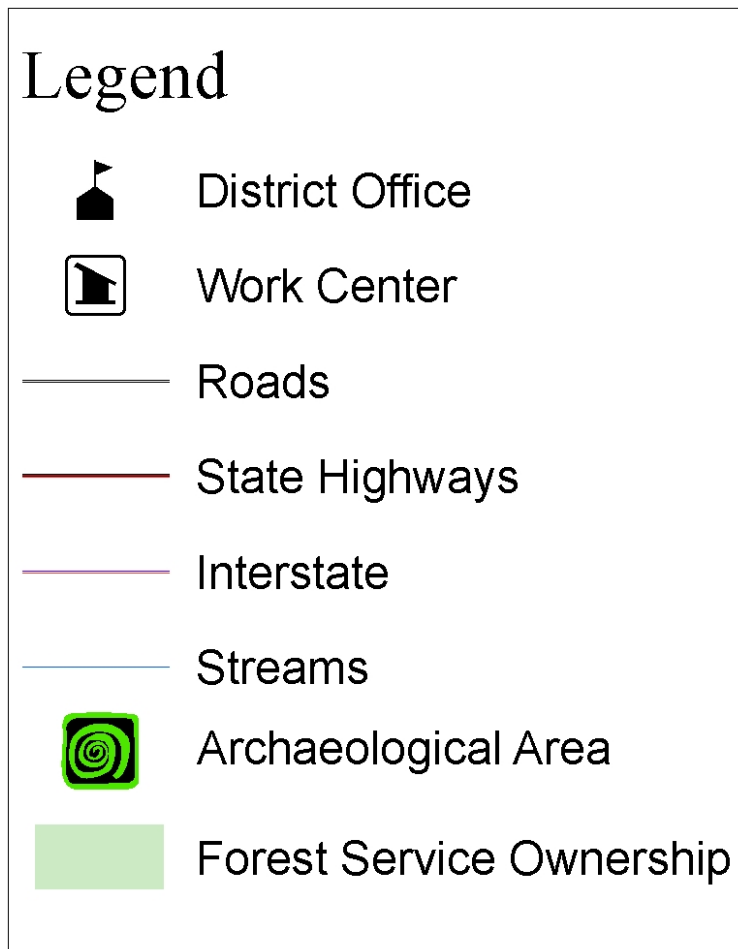 Legend
District Office
Work Center
Roads
State Highways
Interstate
Streams
Archaeological Area
Forest Service Ownership